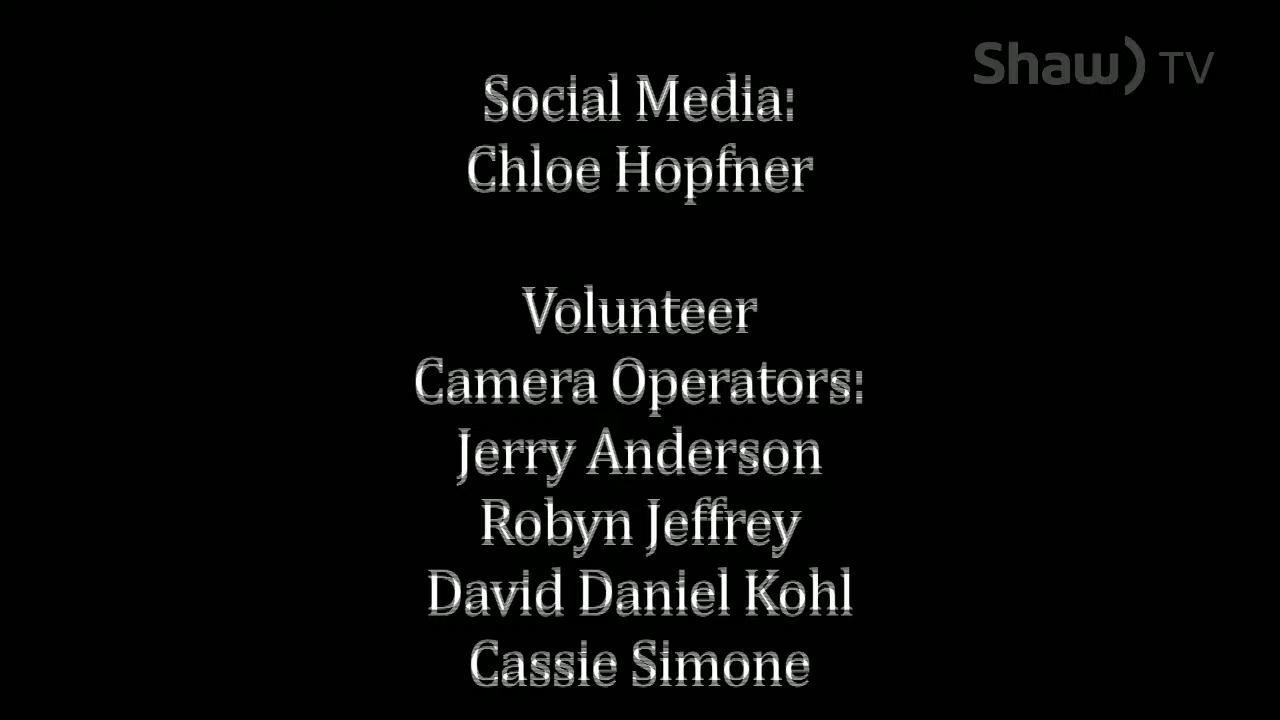 Shaw) TV
Social Media:
Chloe Hopfner
Volunteer
Camera Operators:
Jerry Anderson
Robyn Jeffrey
David Daniel Kohl
Cassie Simone